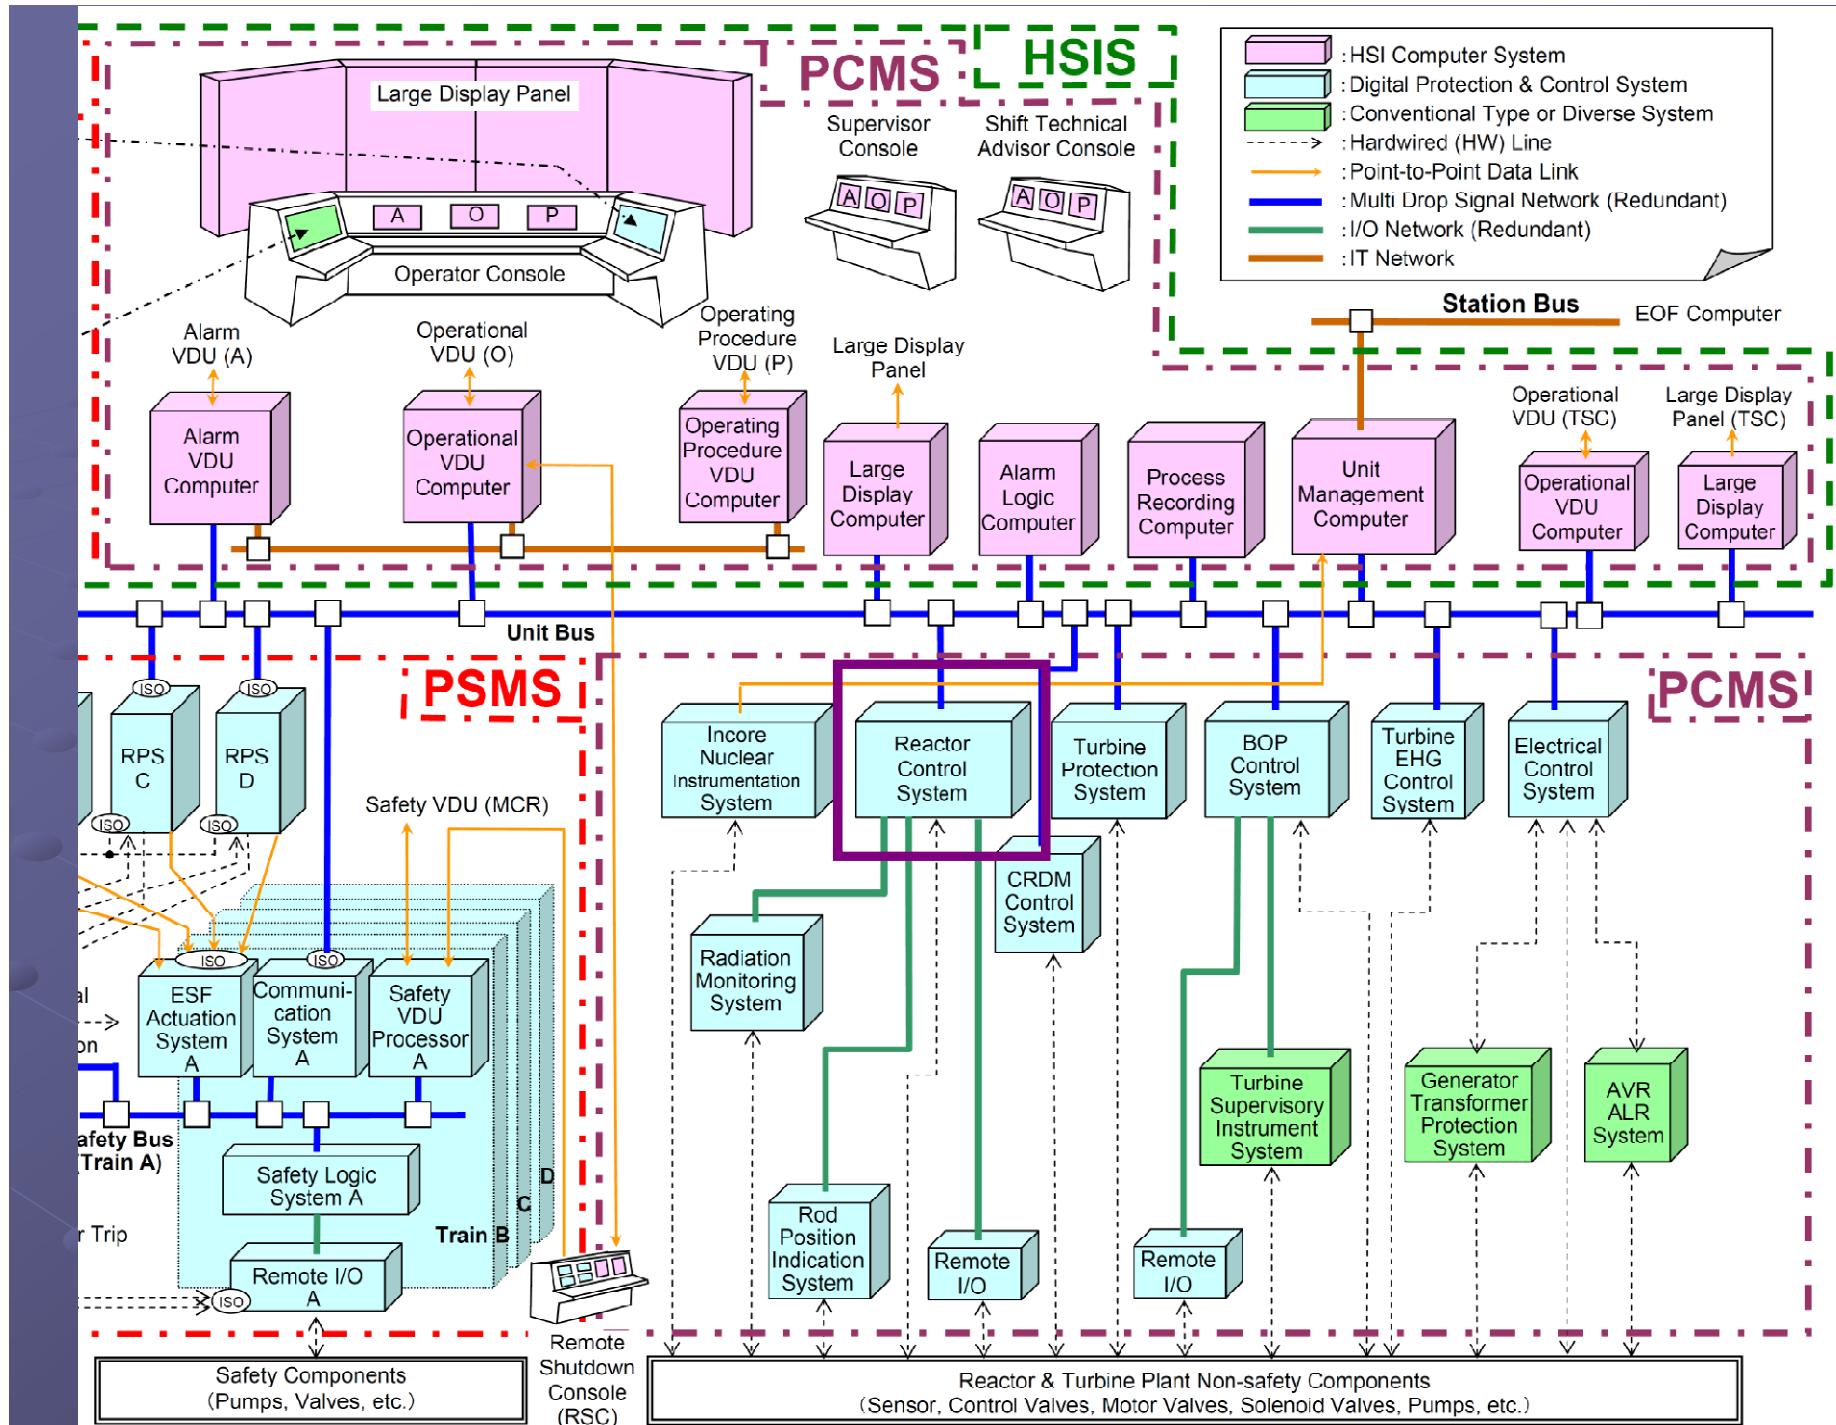 PCMS
HSIS
Large Display Panel
A
O
P
Operator Console
Supervisor
Console
A O P
Shift Technical
Advisor Console
A O P
: HSI Computer System
: Digital Protection & Control System
: Conventional Type or Diverse System
: Hardwired (HW) Line
: Point-to-Point Data Link
: Multi Drop Signal Network (Redundant)
: I/O Network (Redundant)
: IT Network
Station Bus
EOF Computer
Alarm
VDU (A)
Operational
VDU (O)
Operating
Procedure
VDU (P)
Large Display
Panel
Operational
VDU (TSC)
Large Display
Panel (TSC)
Alarm
VDU
Computer
Operational
VDU
Computer
Operating
Procedure
VDU
Computer
Large
Display
Computer
Alarm
Logic
Computer
Process
Recording
Computer
Unit
Management
Computer
Operational
VDU
Computer
Large
Display
Computer
Unit Bus
PSMS
PCMS
ISO
ISO
RPS
C
RPS
D
ISO
ISO
Safety VDU (MCR)
Incore
Nuclear
Instrumentation
System
Reactor
Control
System
Turbine
Protection
System
BOP
Control
System
Turbine
EHG
Control
System
Electrical
Control
System
CRDM
Control
System
Radiation
Monitoring
System
ISO
ISO
ESF
Actuation
System
A
Communi-
cation
System
A
Safety
VDU
Processor
A
al
on
afety Bus
(Train A)
Safety Logic
System A
D
C
Train B
r Trip
Remote I/O
A
ISO
Turbine
Supervisory
Instrument
System
Generator
Transformer
Protection
System
AVR
ALR
System
Rod
Position
Indication
System
Remote
I/O
Remote
I/O
Remote
Shutdown
Console
(RSC)
Safety Components
(Pumps, Valves, etc.)
Reactor & Turbine Plant Non-safety Components
(Sensor, Control Valves, Motor Valves, Solenoid Valves, Pumps, etc.)